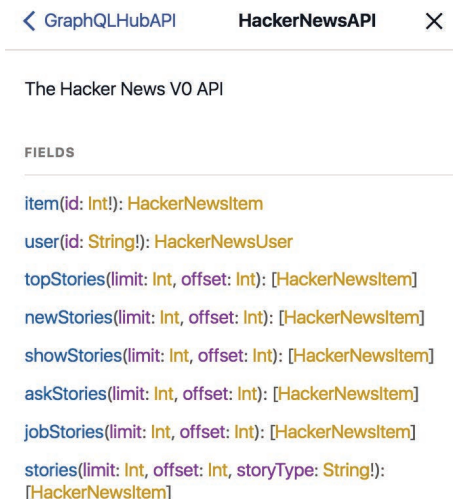 GraphQLHubAPI HackerNewsAPI
The Hacker News V0 API
FIELDS
item(id: Int!): HackerNewsItem
user(id: String!): HackerNewsUser
topStories(limit: Int, offset: Int): [HackerNewsItem]
newStories(limit: Int, offset: Int): [HackerNewsItem]
showStories(limit: Int, offset: Int): [HackerNewsItem]
askStories(limit: Int, offset: Int): [HackerNewsItem]
jobStories(limit: Int, offset: Int): [HackerNewsItem]
stories(limit: Int, offset: Int, storyType: String!):
[HackerNewsItem]